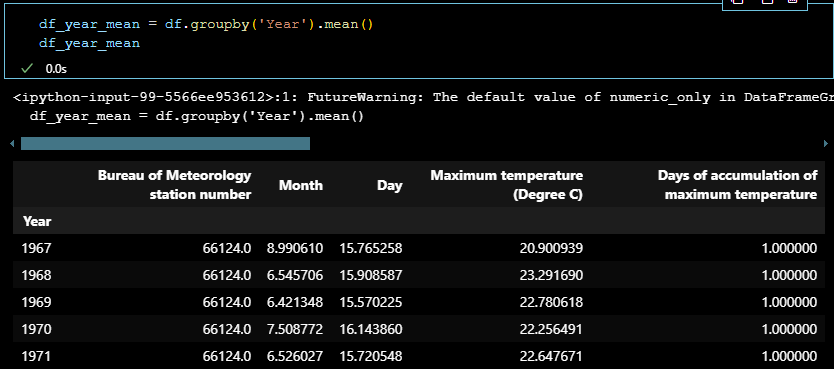 df_year_mean = df.groupby('Year').mean()
df_year_mean
0.0s
<ipython-input-99-5566ee953612>:1: FutureWarning: The default value of numeric_only in DataFrameGr
df_year_mean = df.groupby('Year').mean()
Bureau of Meteorology station number Month Day Maximum temperature (Degree C) Days of accumulation of maximum temperature
Year
1967 66124.0 8.990610 15.765258 20.900939 1.000000
1968 66124.0 6.545706 15.908587 23.291690 1.000000
1969 66124.0 6.421348 15.570225 22.780618 1.000000
1970 66124.0 7.508772 16.143860 22.256491 1.000000
1971 66124.0 6.526027 15.720548 22.647671 1.000000